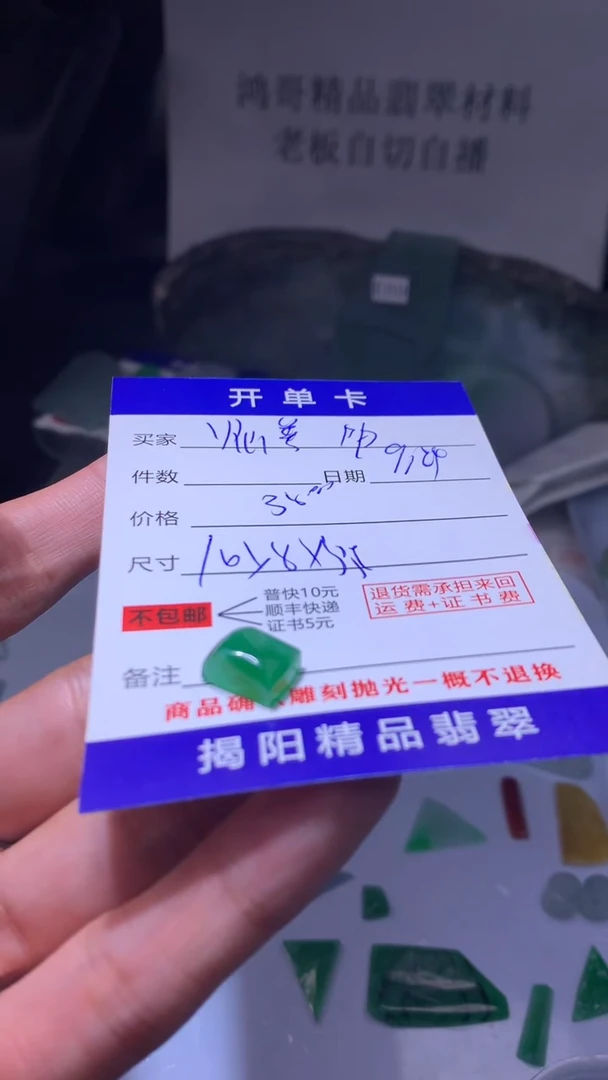 鸿哥精品翡翠材料
老板自切自播
开单卡
买家
件数 日期
价格
尺寸
不包邮
普快10元
顺丰快递
证书5元
退货需承担来回
运费+证书费
备注
商品确 雕刻抛光一概不退换
揭阳精品翡翠